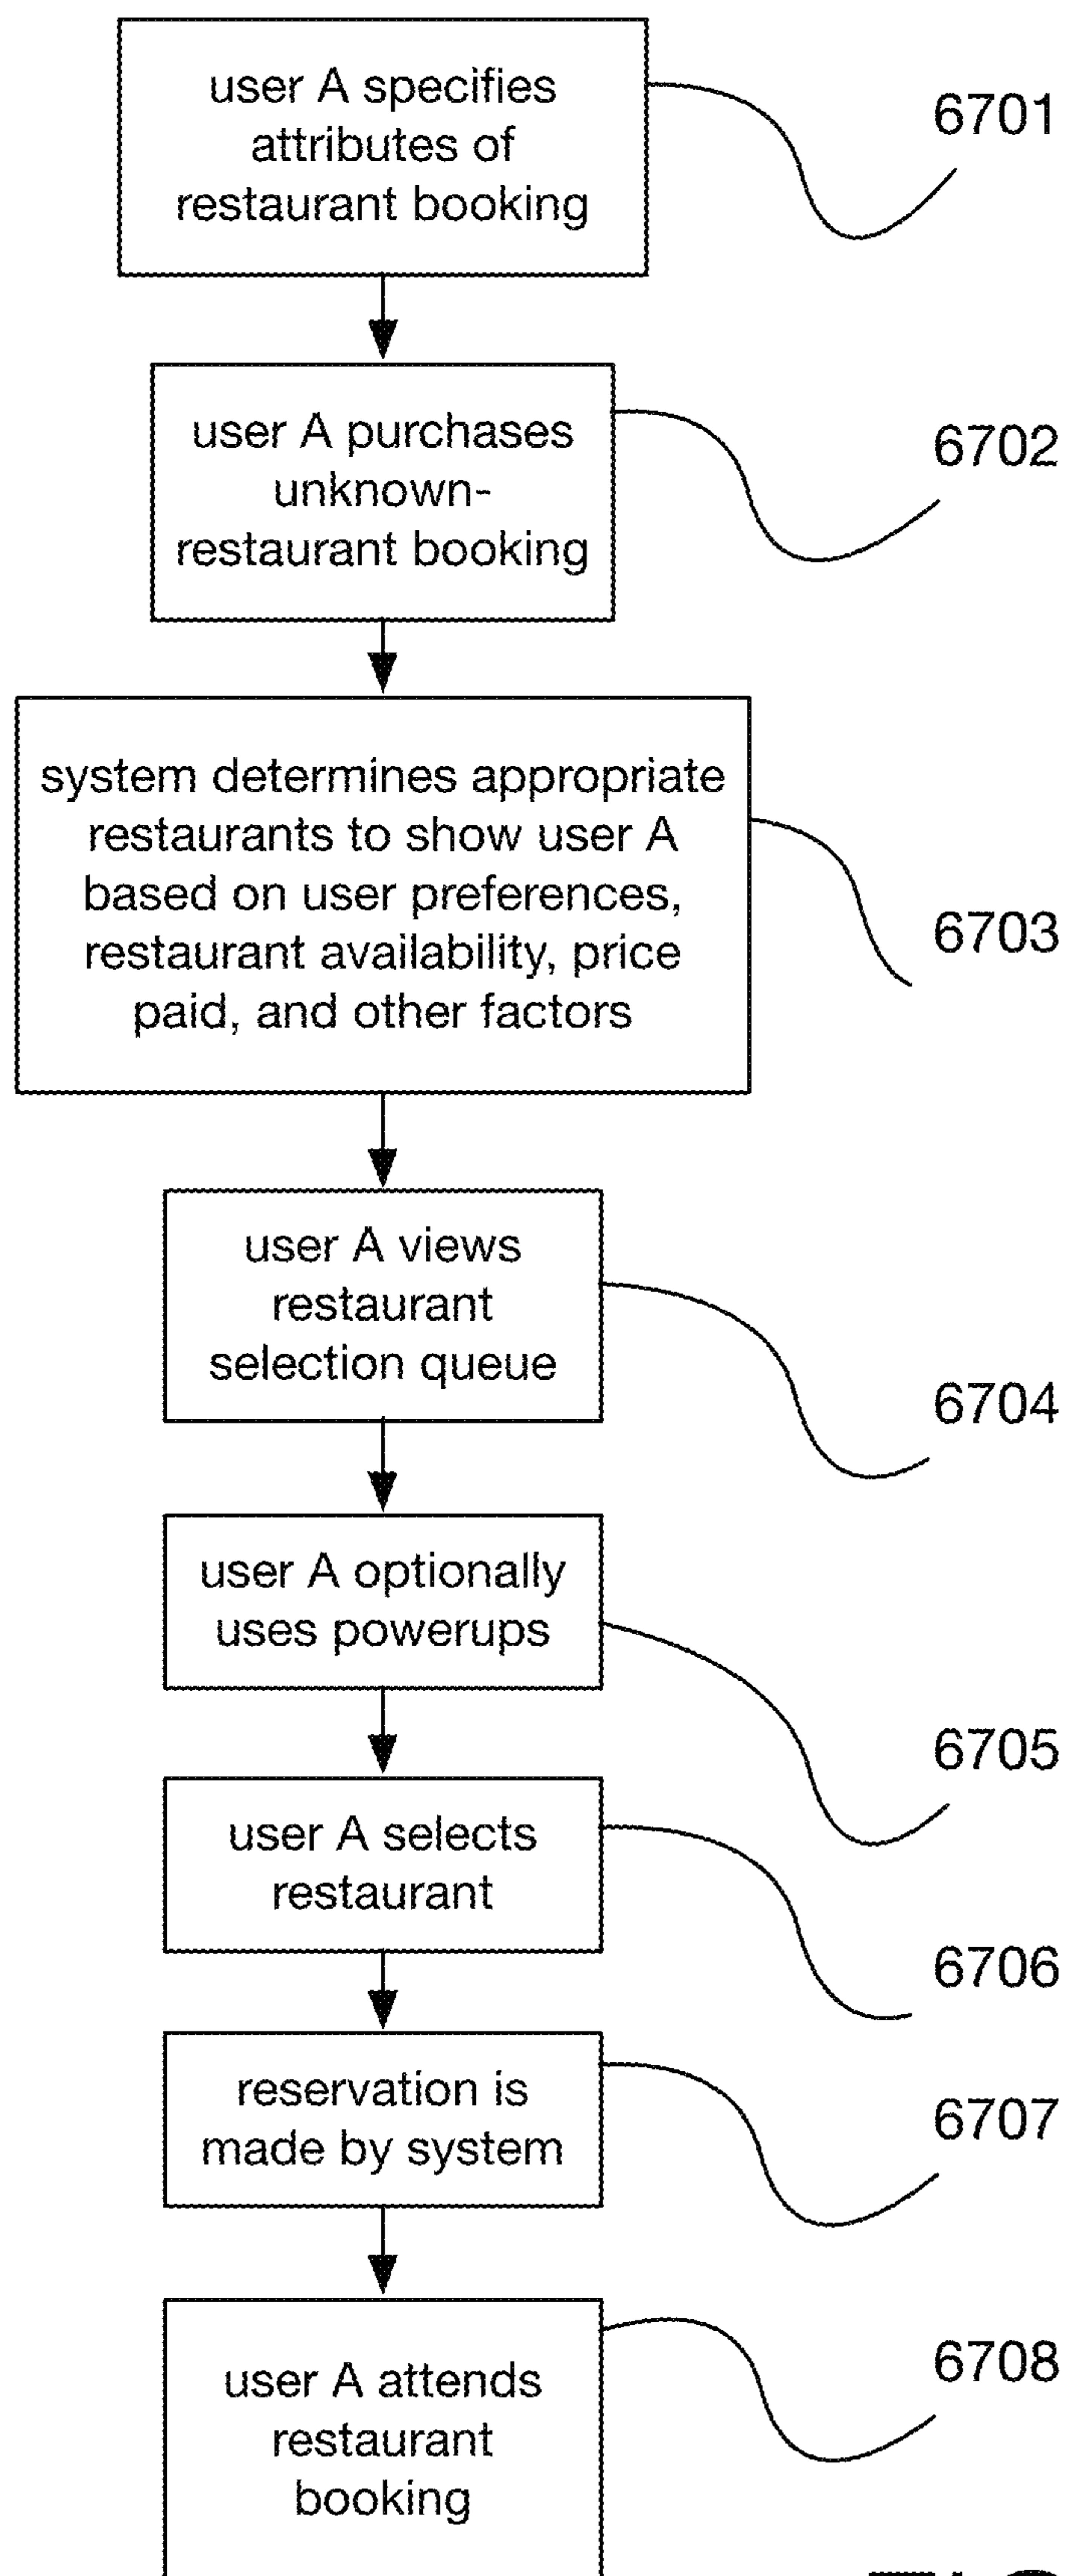 user A specifies
attributes of
restaurant booking
6701
user A purchases
unknown-
restaurant booking
6702
system determines appropriate
restaurants to show user A
based on user preferences,
restaurant availability, price
paid, and other factors
6703
user A views
restaurant
selection queue
6704
user A optionally
uses powerups
6705
user A selects
restaurant
6706
reservation is
made by system
6707
user A attends
restaurant
booking
6708